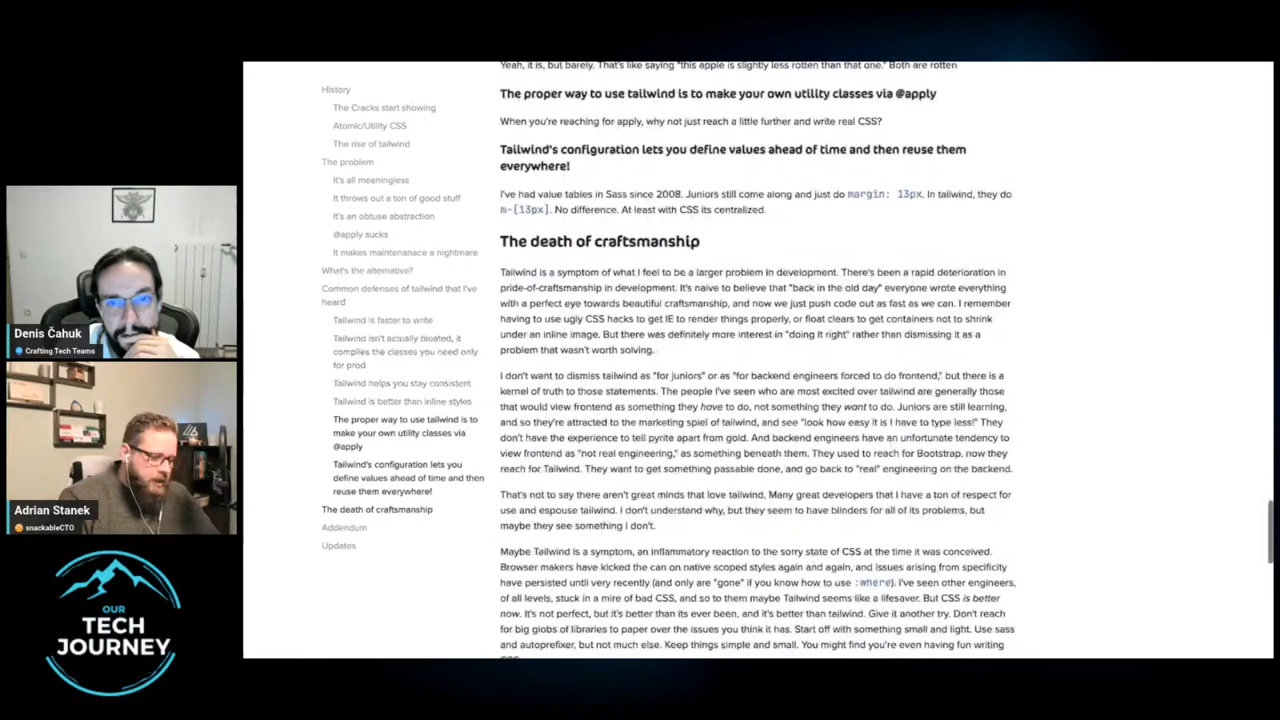 Yeah, it is, but barely. That's like saying "this apple is slightly less rotten than that one." Both are rotten
History
The Cracks start showing
Atomic/Utility CSS
The rise of tailwind
The problem
It's all meaningless
It throws out a ton of good stuff
It's an obtuse abstraction
@apply sucks
It makes maintenanace a nightmare
What's the alternative?
Common defenses of tailwind that I've
heard
Tailwind is faster to write
Tailwind isn't actually bloated, it
compiles the classes you need only
for prod
Tailwind helps you stay consistent
Tailwind is better than inline styles
The proper way to use tailwind is to
make your own utility classes via
@apply
Tailwind's configuration lets you
define values ahead of time and then
reuse them everywhere!
The death of craftsmanship
Addendum
Updates
The proper way to use tailwind is to make your own utility classes via @apply
When you're reaching for apply, why not just reach a little further and write real CSS?
Tailwind's configuration lets you define values ahead of time and then reuse them
everywhere!
I've had value tables in Sass since 2008. Juniors still come along and just do margin: 13px. In tailwind, they do
m-[13px]. No difference. At least with CSS its centralized.
The death of craftsmanship
Tailwind is a symptom of what I feel to be a larger problem in development. There's been a rapid deterioration in
pride-of-craftsmanship in development. It's naive to believe that "back in the old day" everyone wrote everything
with a perfect eye towards beautiful craftsmanship, and now we just push code out as fast as we can. I remember
having to use ugly CSS hacks to get IE to render things properly, or float clears to get containers not to shrink
under an inline image. But there was definitely more interest in "doing it right" rather than dismissing it as a
problem that wasn't worth solving.
I don't want to dismiss tailwind as "for juniors" or as "for backend engineers forced to do frontend," but there is a
kernel of truth to those statements. The people I've seen who are most excited over tailwind are generally those
that would view frontend as something they have to do, not something they want to do. Juniors are still learning,
and so they're attracted to the marketing spiel of tailwind, and see "look how easy it is I have to type less!" They
don't have the experience to tell pyrite apart from gold. And backend engineers have an unfortunate tendency to
view frontend as "not real engineering," as something beneath them. They used to reach for Bootstrap, now they
reach for Tailwind. They want to get something passable done, and go back to "real" engineering on the backend.
That's not to say there aren't great minds that love tailwind, Many great developers that I have a ton of respect for
use and espouse tailwind. I don't understand why, but they seem to have blinders for all of its problems, but
maybe they see something I don't.
Maybe Tailwind is a symptom, an inflammatory reaction to the sorry state of CSS at the time it was conceived.
Browser makers have kicked the can on native scoped styles again and again, and issues arising from specificity
have persisted until very recently (and only are "gone" if you know how to use :where). I've seen other engineers,
of all levels, stuck in a mire of bad CSS, and so to them maybe Tailwind seems like a lifesaver. But CSS is better
now. It's not perfect, but it's better than its ever been, and it's better than tailwind. Give it another try. Don't reach
for big globs of libraries to paper over the issues you think it has. Start off with something small and light. Use sass
and autoprefixer, but not much else. Keep things simple and small. You might find you're even having fun writing
Denis Čahuk
Crafting Tech Teams
Adrian Stanek
snackableCTO
OUR
TECH
JOURNEY